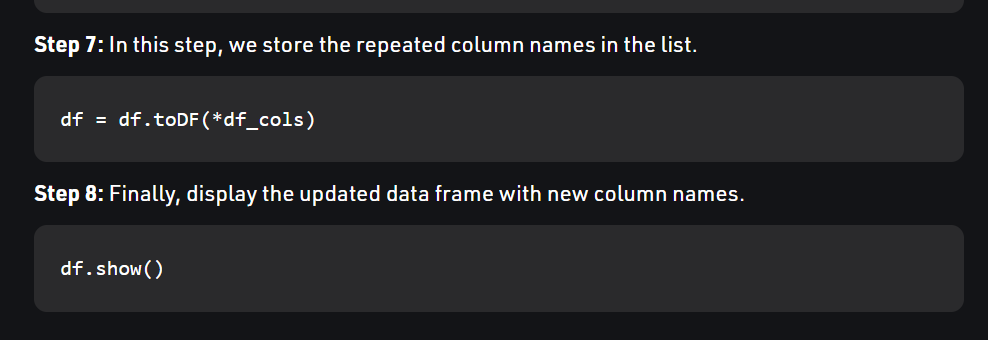 Step 7: In this step, we store the repeated column names in the list.
df = df.toDF(*df_cols)
Step 8: Finally, display the updated data frame with new column names.
df.show()